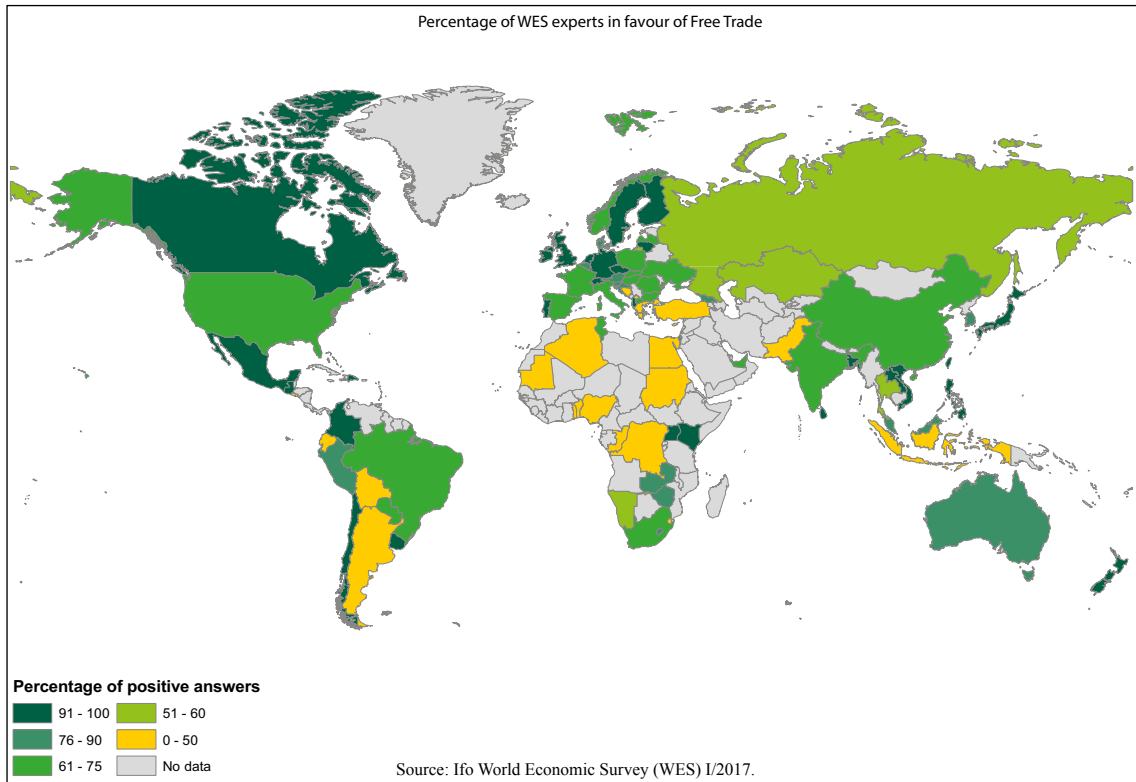 Percentage of WES experts in favour of Free Trade
Percentage of positive answers
91 - 100
51 - 60
76 - 90
0 - 50
61 - 75
No data
Source: Ifo World Economic Survey (WES) I/2017.